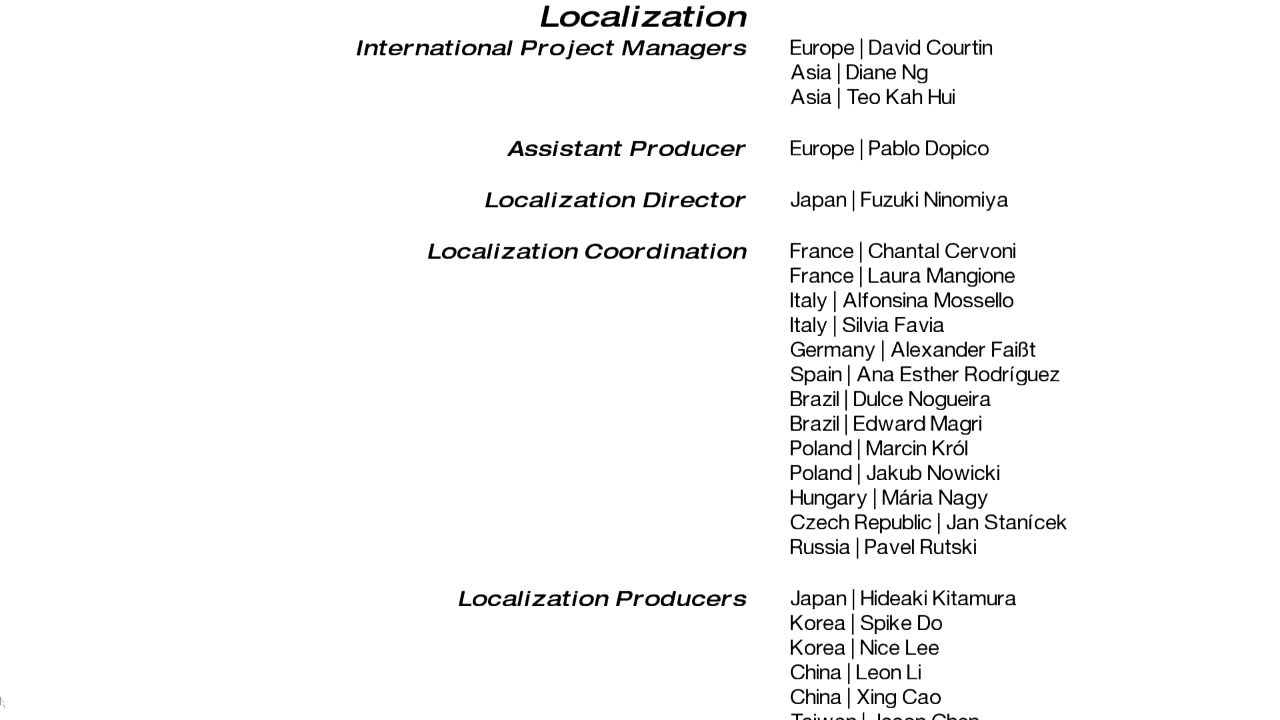 Localization
International Project Managers Europe | David Courtin
Asia | Diane Ng
Asia | Teo Kah Hui
Assistant Producer Europe | Pablo Dopico
Localization Director Japan | Fuzuki Ninomiya
Localization Coordination France | Chantal Cervoni
France | Laura Mangione
Italy | Alfonsina Mossello
Italy | Silvia Favia
Germany | Alexander Faißt
Spain | Ana Esther Rodríguez
Brazil | Dulce Nogueira
Brazil | Edward Magri
Poland | Marcin Król
Poland | Jakub Nowicki
Hungary | Mária Nagy
Czech Republic | Jan Stanícek
Russia | Pavel Rutski
Localization Producers Japan | Hideaki Kitamura
Korea | Spike Do
Korea | Nice Lee
China | Leon Li
China | Xing Cao
Taiwan | Jason Chen